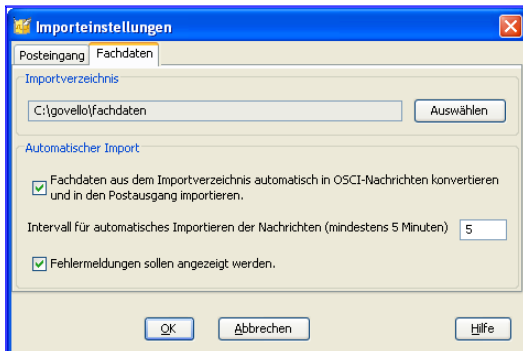 Importeinstellungen
Posteingang Fachdaten
Importverzeichnis
C:\govello\fachdaten Auswählen
Automatischer Import
Fachdaten aus dem Importverzeichnis automatisch in OSCI-Nachrichten konvertieren
und in den Postausgang importieren.
Intervall für automatisches Importieren der Nachrichten (mindestens 5 Minuten) 5
Fehlermeldungen sollen angezeigt werden.
OK Abbrechen Hilfe